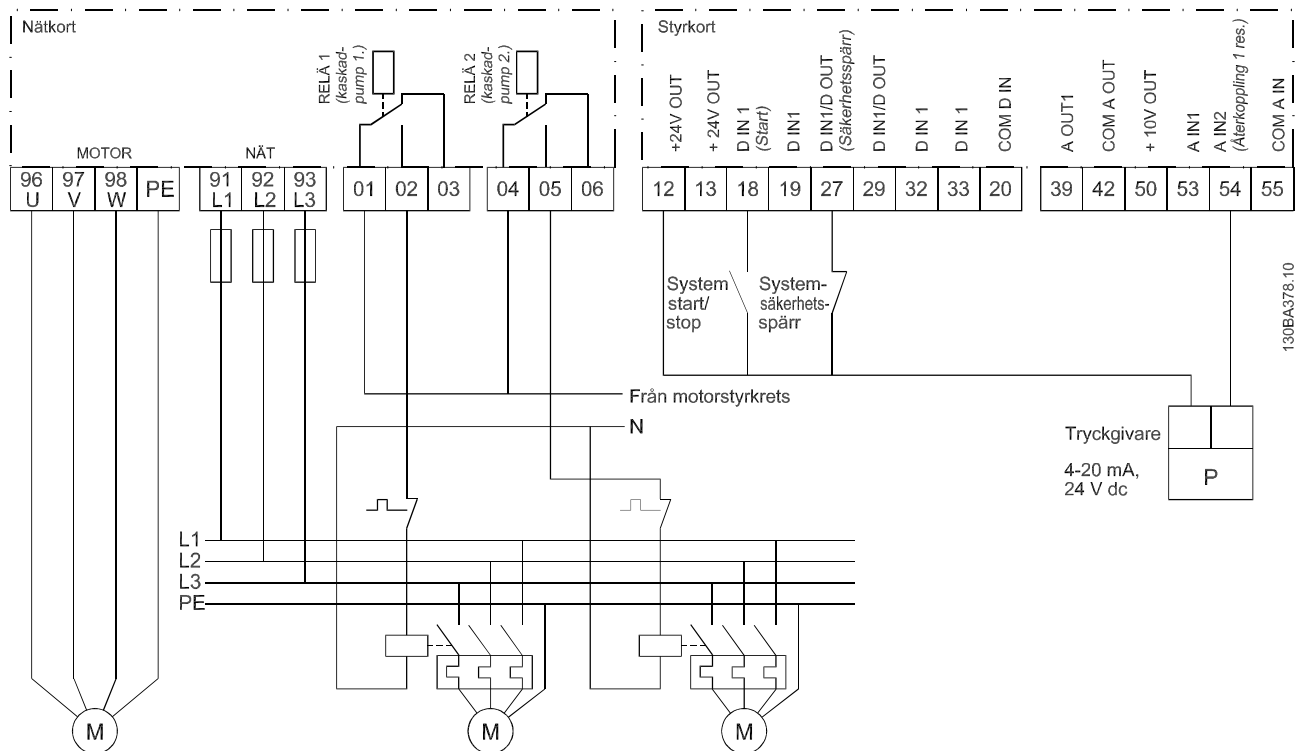 Nätkort
RELÄ 1
(kaskad-
pump 1.)
RELÄ 2
(kaskad-
pump 2.)
MOTOR
NÄT
96
U
97
V
98
W
PE
91
L1
92
L2
93
L3
01
02
03
04
05
06
Styrkort
+24V OUT
+ 24V OUT
D IN 1
(Start)
D IN1
D IN1/D OUT
(Säkerhetsspärr)
D IN1/D OUT
D IN 1
D IN 1
COM D IN
A OUT1
COM A OUT
+ 10V OUT
A IN1
A IN2
(Återkoppling 1 res.)
COM A IN
12
13
18
19
27
29
32
33
20
39
42
50
53
54
55
System
start/
stop
System-
säkerhets-
spärr
Från motorstyrkrets
N
Tryckgivare
4-20 mA,
24 V dc
P
L1
L2
L3
PE
M
M
M
130BA378.10